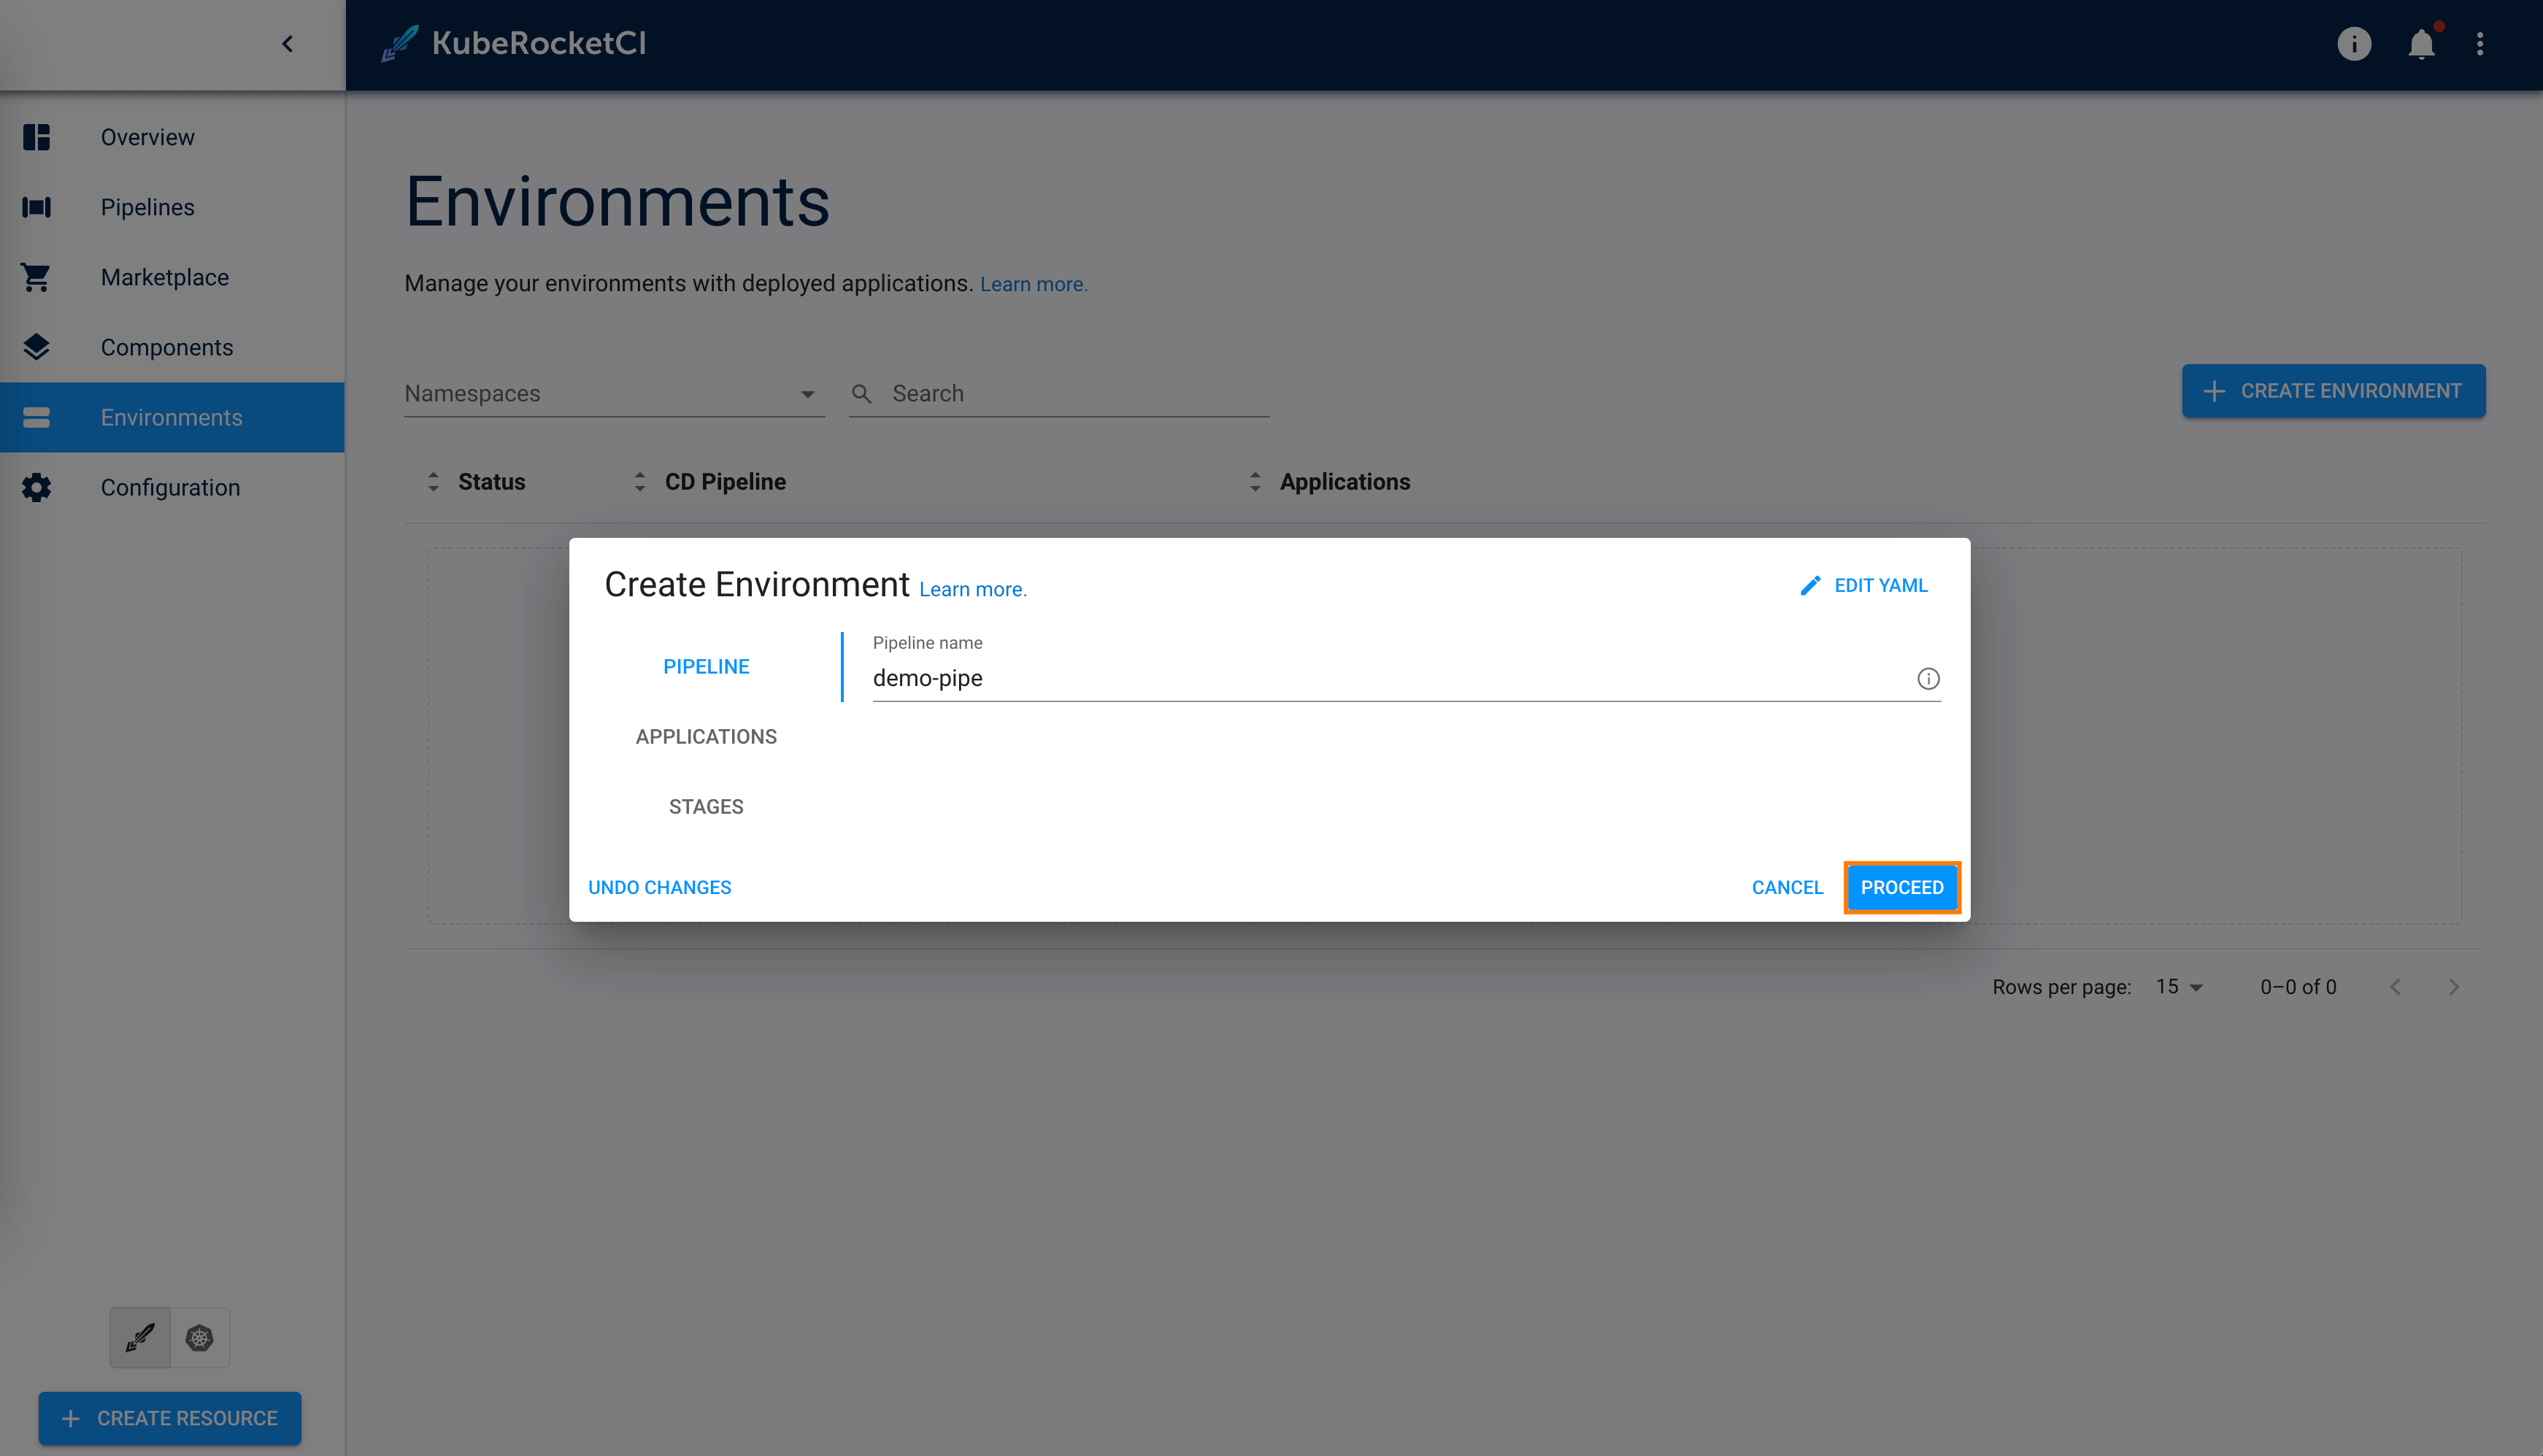 KubeRocketCI
Overview
Pipelines
Marketplace
Components
Environments
Configuration
CREATE RESOURCE
Environments
Manage your environments with deployed applications. Learn more.
Namespaces
Search
CREATE ENVIRONMENT
Status CD Pipeline Applications
Create Environment Learn more.
EDIT YAML
PIPELINE
APPLICATIONS
STAGES
Pipeline name
demo-pipe
UNDO CHANGES
CANCEL
PROCEED
Rows per page: 15 0–0 of 0